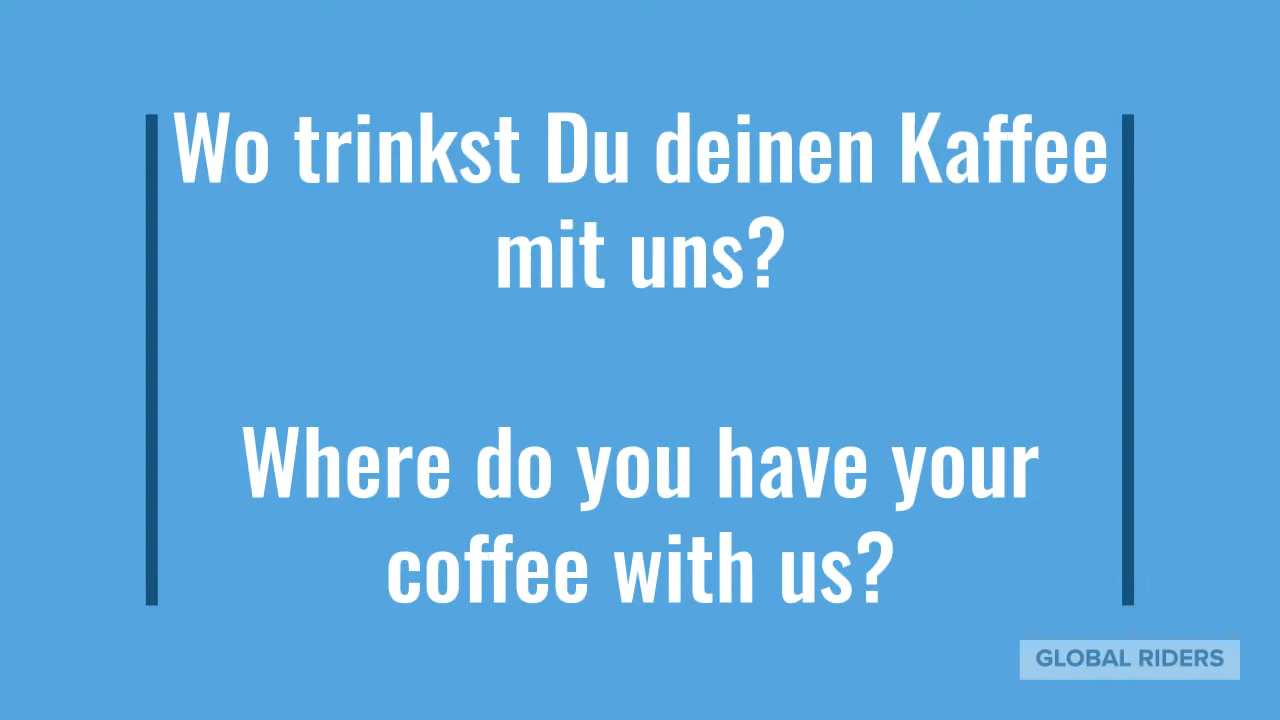 Wo trinkst Du deinen Kaffee
mit uns?
Where do you have your
coffee with us?
GLOBAL RIDERS